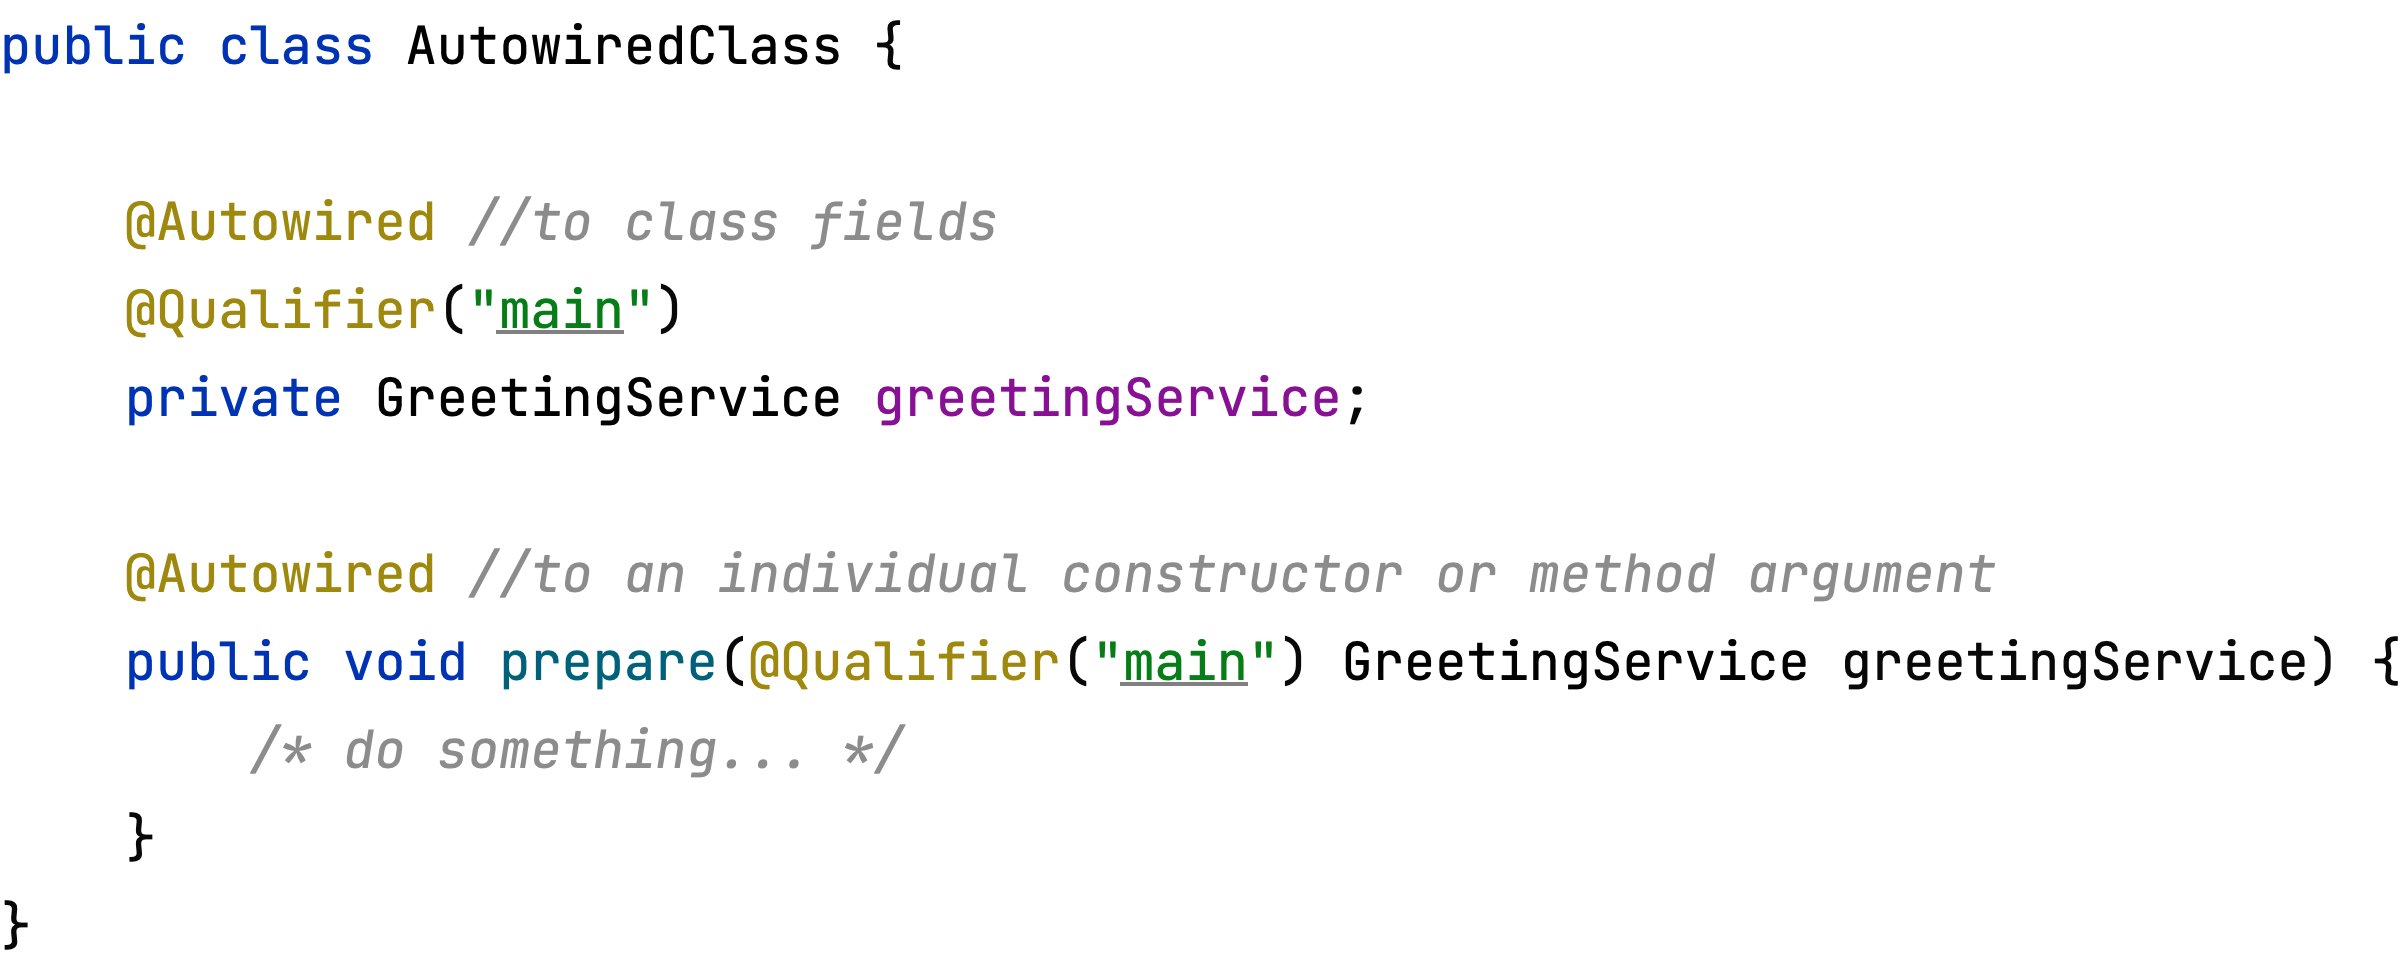 public class AutowiredClass {
@Autowired //to class fields
@Qualifier("main")
private GreetingService greetingService;
@Autowired //to an individual constructor or method argument
public void prepare(@Qualifier("main") GreetingService greetingService) {
/* do something... */
}
}